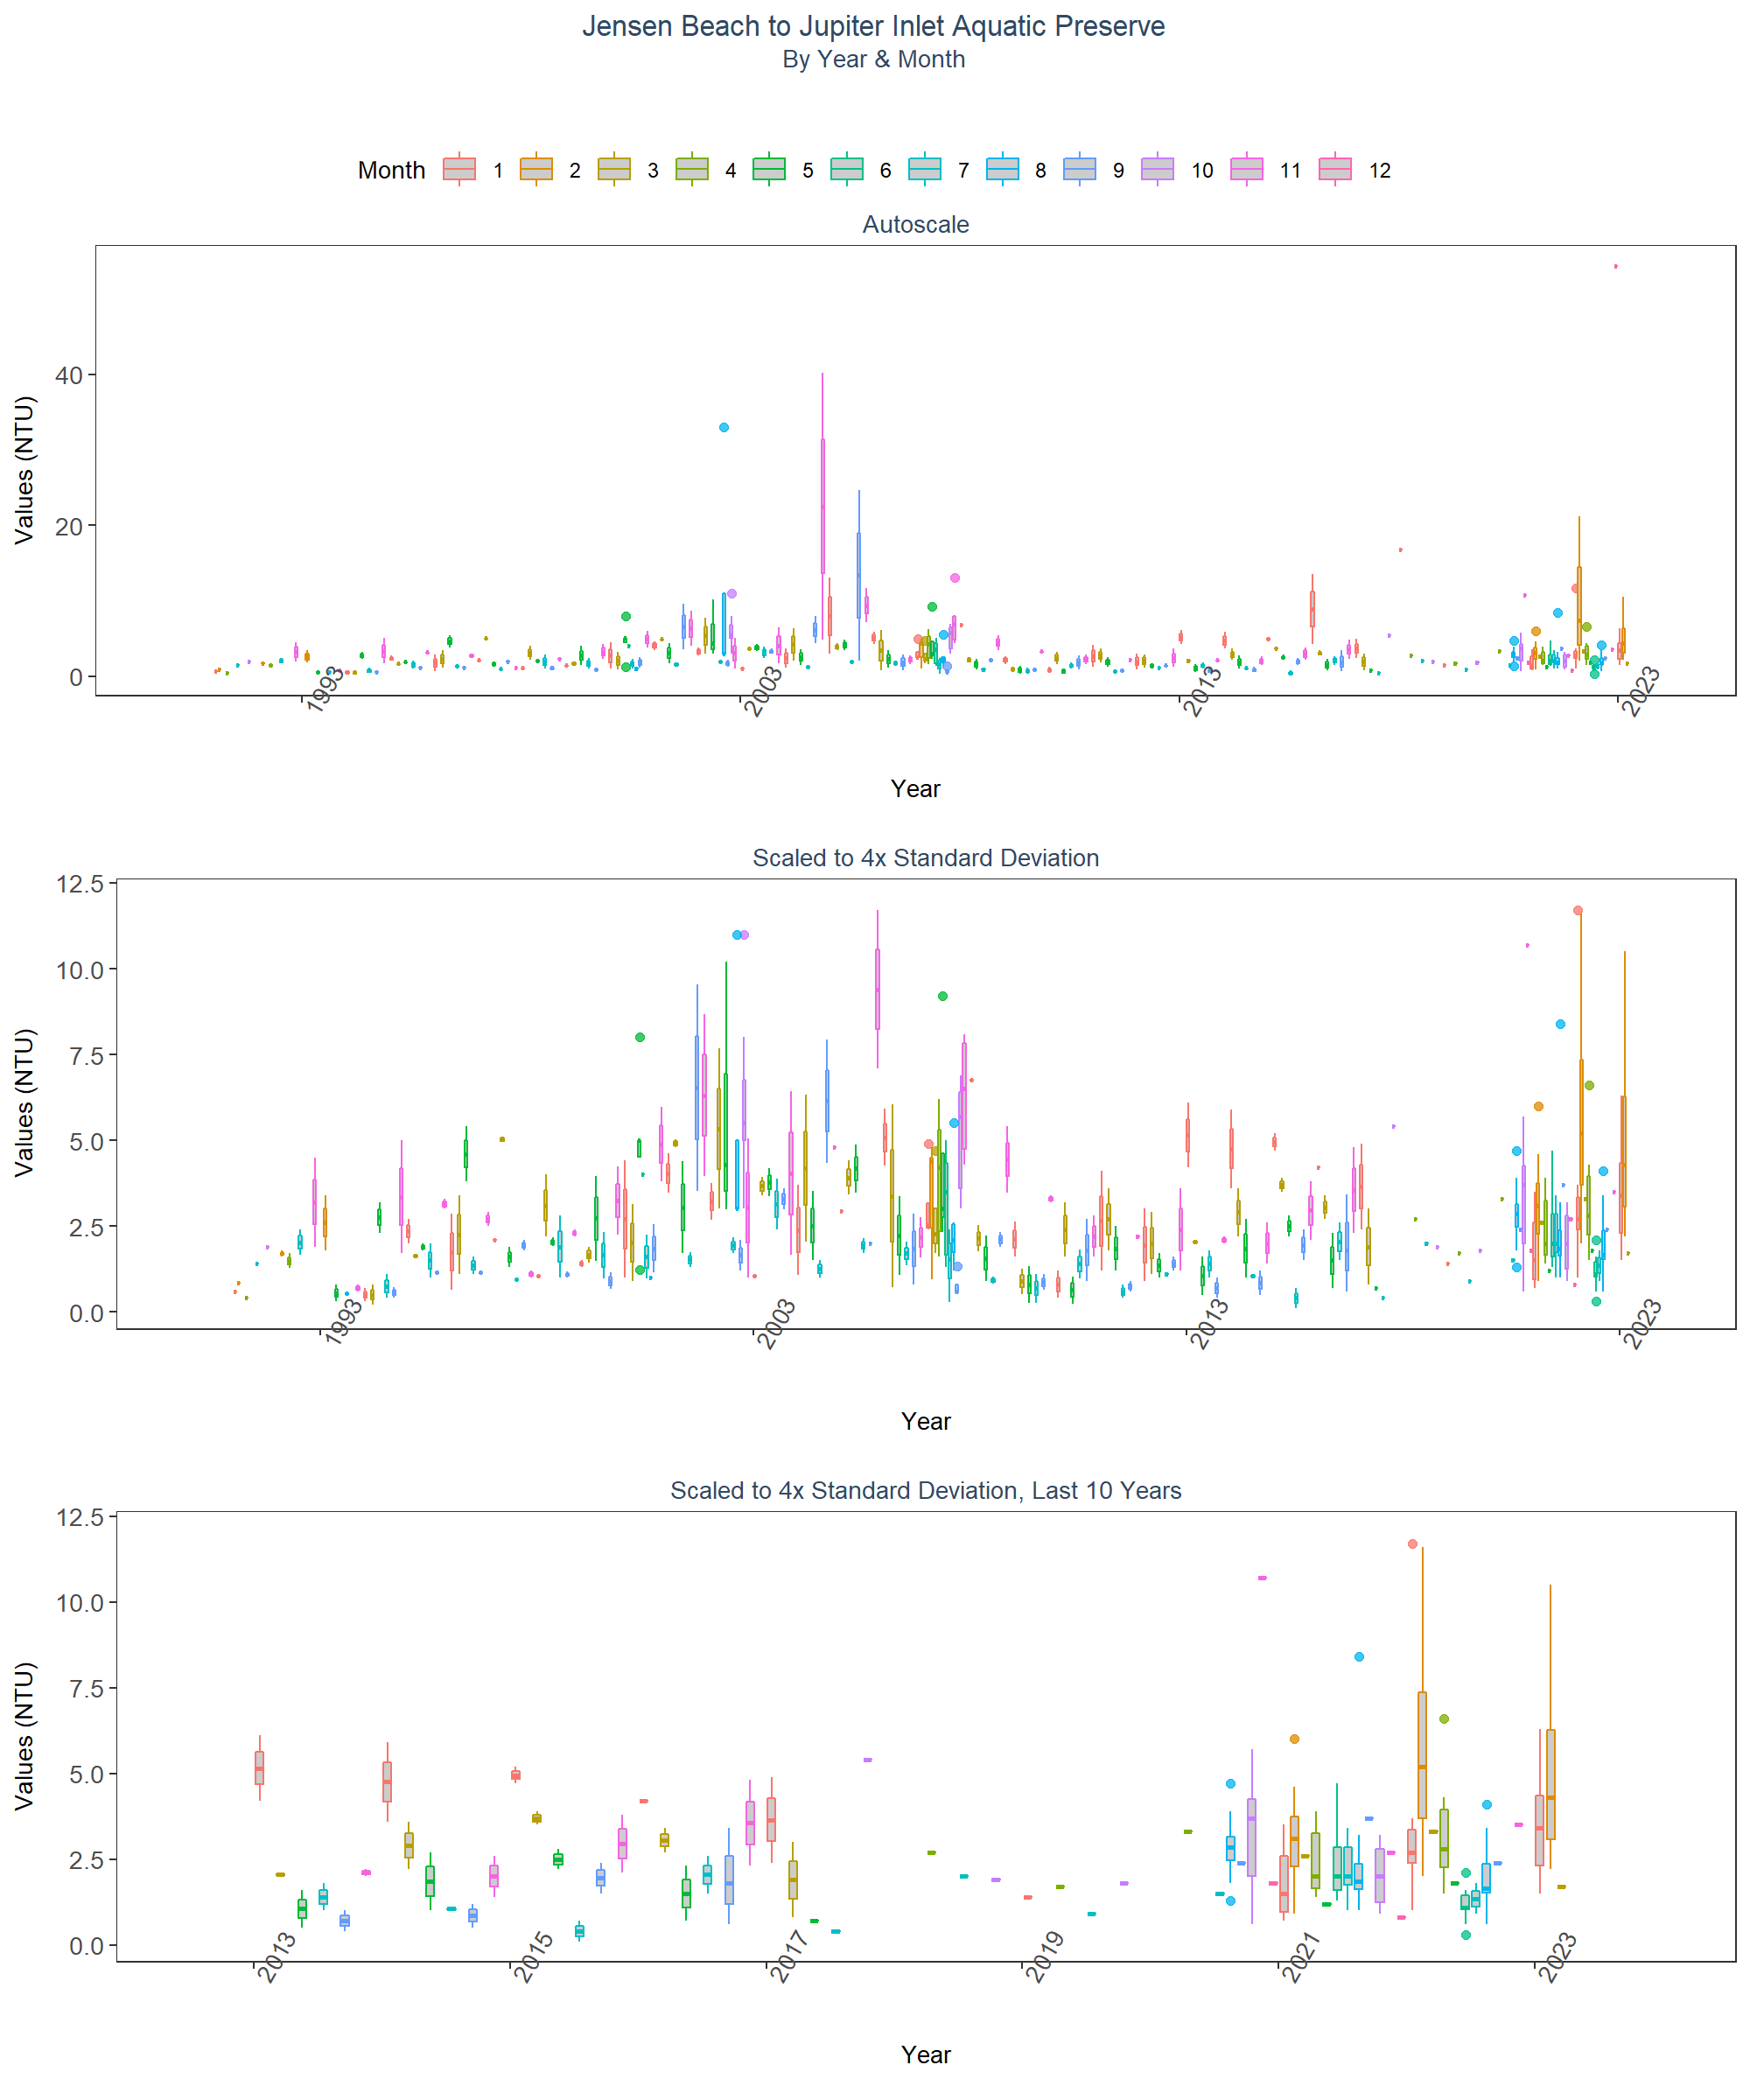 Jensen Beach to Jupiter Inlet Aquatic Preserve
By Year & Month
Month 1 2 3 4 5 6 7 8 9 10 11 12
Autoscale
Values (NTU)
40
20
0
1993 2003 2013 2023
Year
Scaled to 4x Standard Deviation
Values (NTU)
12.5
10.0
7.5
5.0
2.5
0.0
1993 2003 2013 2023
Year
Scaled to 4x Standard Deviation, Last 10 Years
Values (NTU)
12.5
10.0
7.5
5.0
2.5
0.0
2013 2015 2017 2019 2021 2023
Year